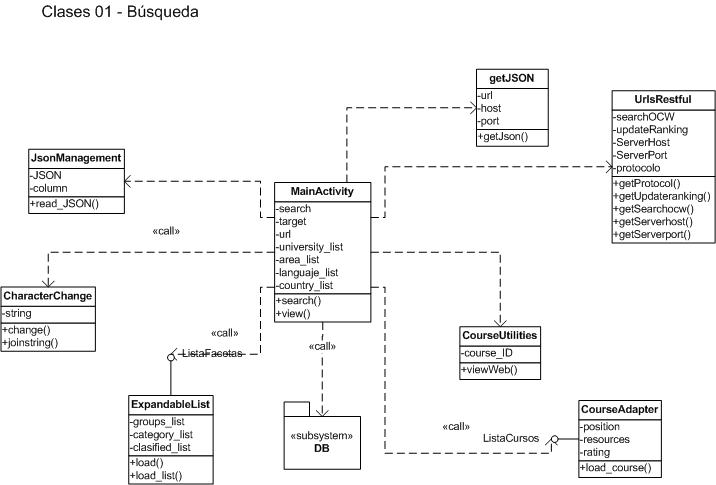 Clases 01 - Búsqueda
getJSON
-url
-host
-port
+getJson()
UrlsRestful
-searchOCW
-updateRanking
-ServerHost
-ServerPort
-protocolo
+getProtocol()
+getUpdateranking()
+getSearchocw()
+getServerhost()
+getServerport()
JsonManagement
-JSON
-column
+read_JSON()
MainActivity
-search
-target
-url
-university_list
-area_list
-languaje_list
-country_list
+search()
+view()
«call»
CharacterChange
-string
+change()
+joinstring()
«call»
ListaFacetas
«call»
CourseUtilities
-course_ID
+viewWeb()
ExpandableList
-groups_list
-category_list
-clasified_list
+load()
+load_list()
«subsystem»
DB
«call»
ListaCursos
CourseAdapter
-position
-resources
-rating
+load_course()